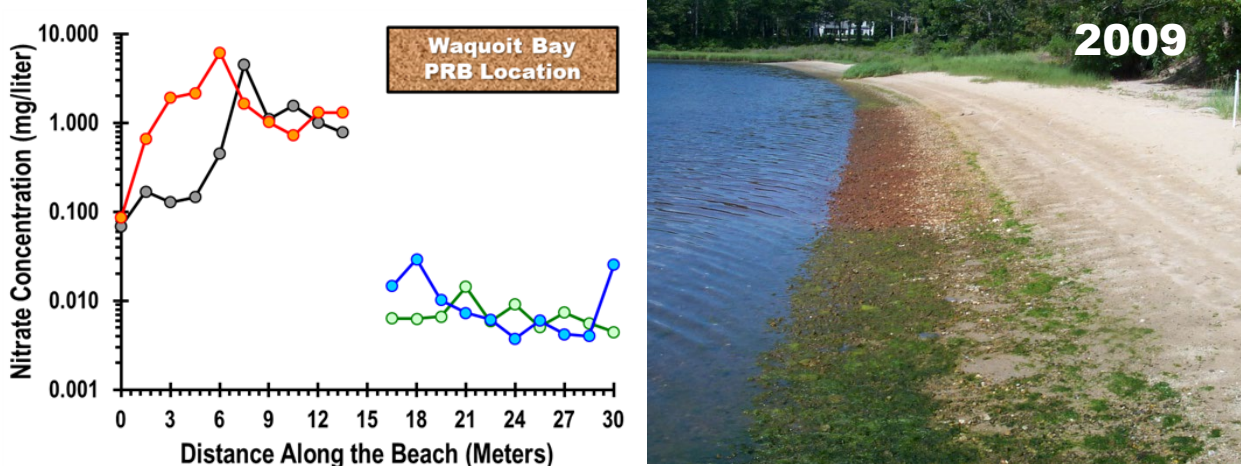 Waquoit Bay
PRB Location
2009
Nitrate Concentration (mg/liter)
10.000
1.000
0.100
0.010
0.001
0 3 6 9 12 15 18 21 24 27 30
Distance Along the Beach (Meters)